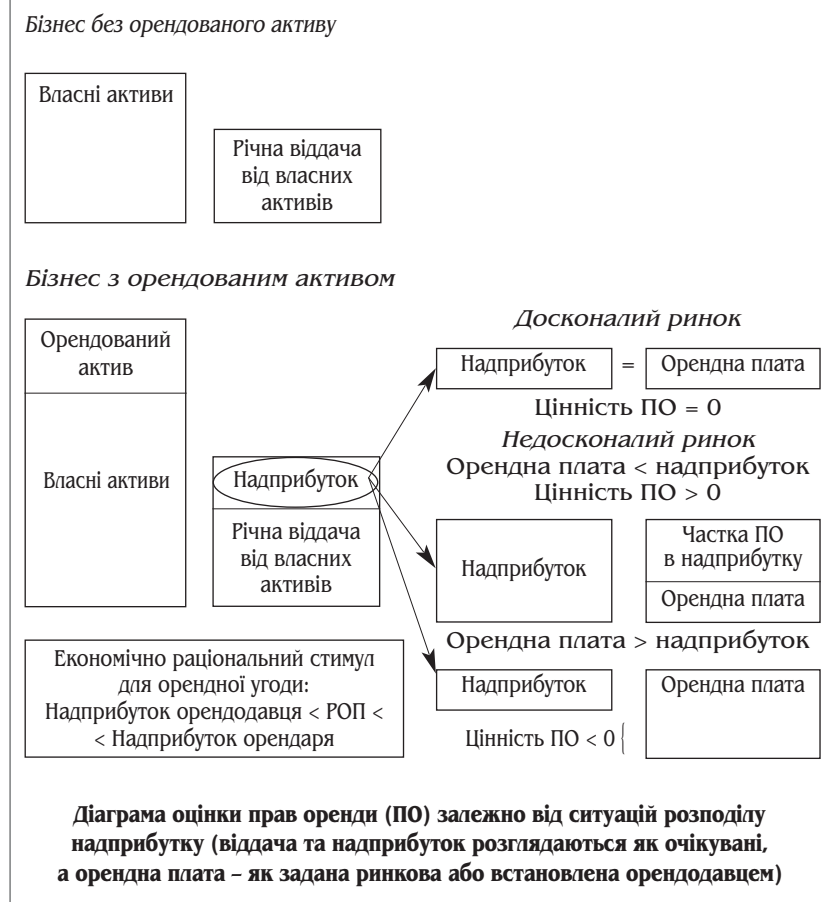 Бізнес без орендованого активу
Власні активи
Річна віддача
від власних
активів
Бізнес з орендованим активом
Орендований
актив
Власні активи
Надприбуток
Річна віддача
від власних
активів
Досконалий ринок
Надприбуток = Орендна плата
Цінність ПО = 0
Недосконалий ринок
Орендна плата < надприбуток
Цінність ПО > 0
Надприбуток
Частка ПО
в надприбутку
Орендна плата
Орендна плата > надприбуток
Надприбуток
Орендна плата
Цінність ПО < 0 {
Економічно раціональний стимул
для орендної угоди:
Надприбуток орендодавця < РОП <
< Надприбуток орендаря
Діаграма оцінки прав оренди (ПО) залежно від ситуацій розподілу
надприбутку (віддача та надприбуток розглядаються як очікувані,
а орендна плата – як задана ринкова або встановлена орендодавцем)